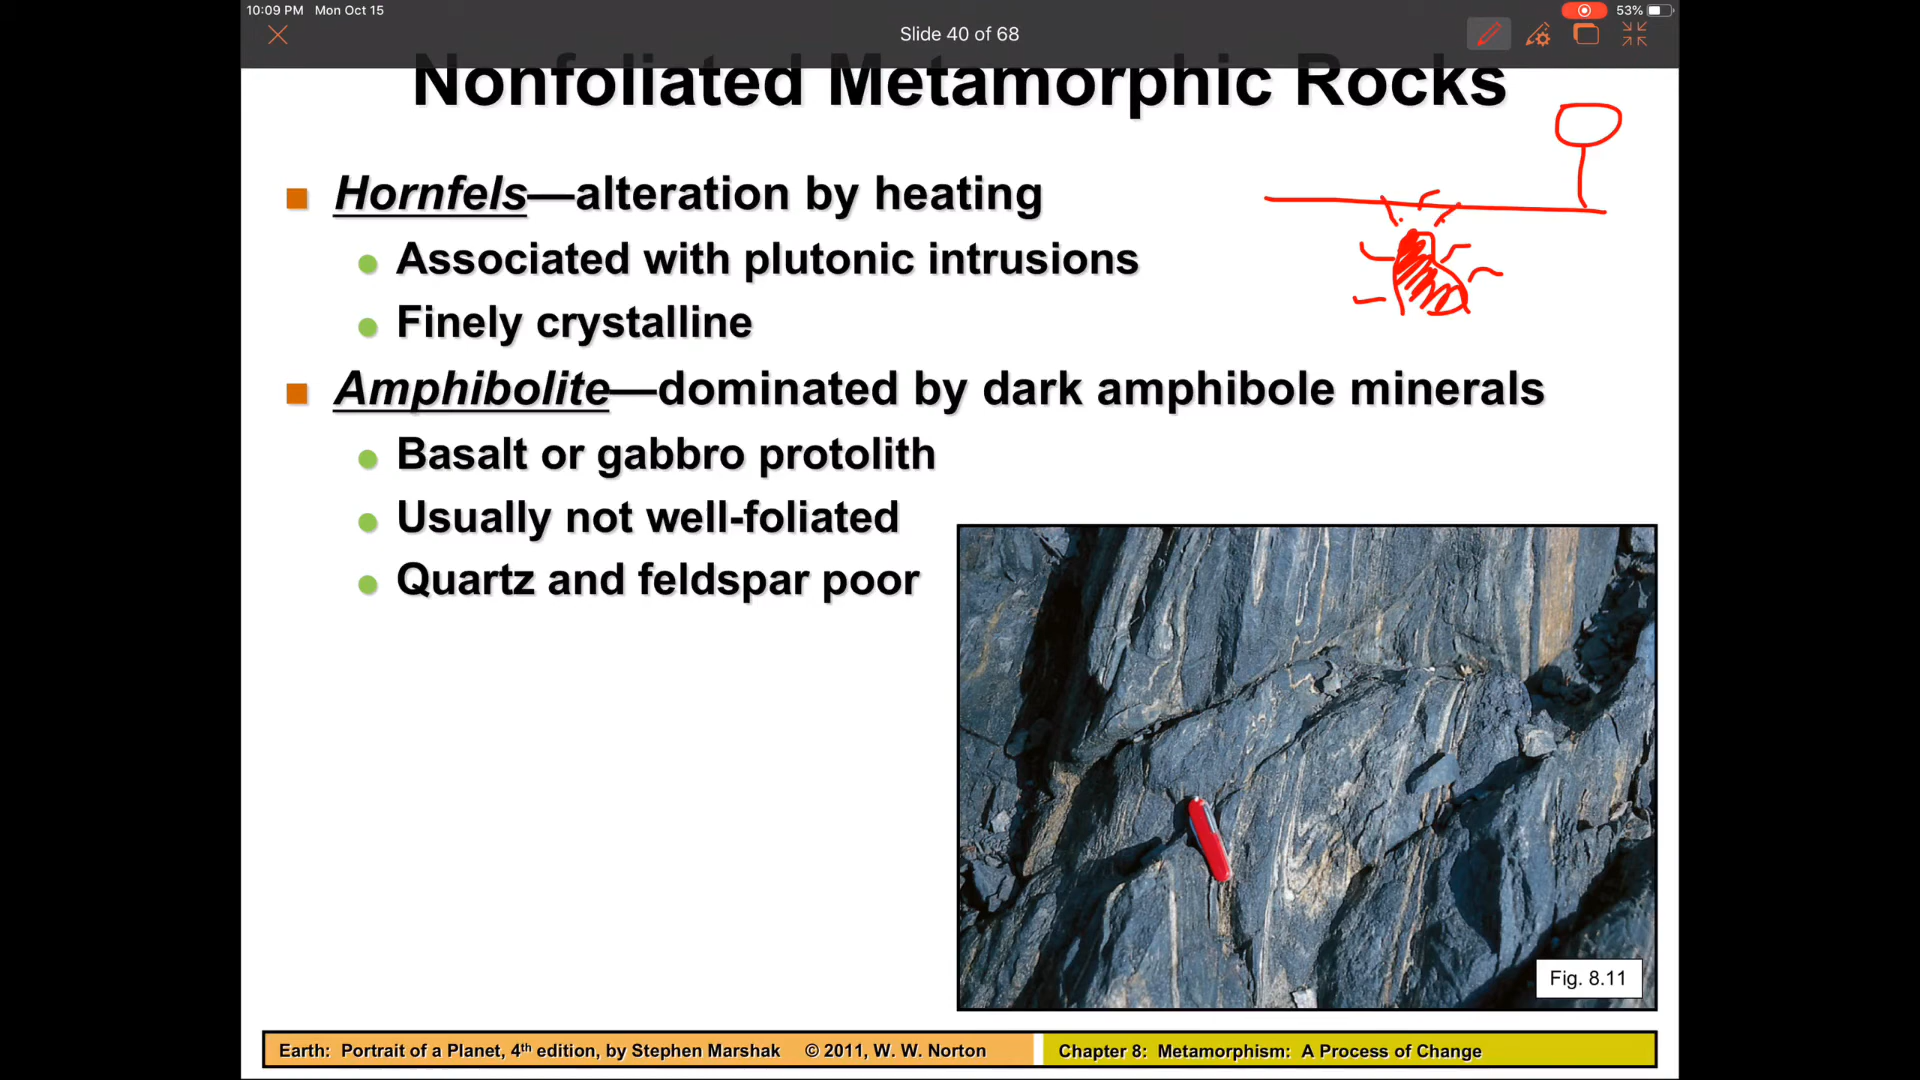 10:09 PM Mon Oct 15
53%
Slide 40 of 68
Nonfoliated Metamorphic Rocks
Hornfels—alteration by heating
Associated with plutonic intrusions
Finely crystalline
Amphibolite—dominated by dark amphibole minerals
Basalt or gabbro protolith
Usually not well-foliated
Quartz and feldspar poor
Fig. 8.11
Earth: Portrait of a Planet, 4th edition, by Stephen Marshak © 2011, W. W. Norton
Chapter 8: Metamorphism: A Process of Change